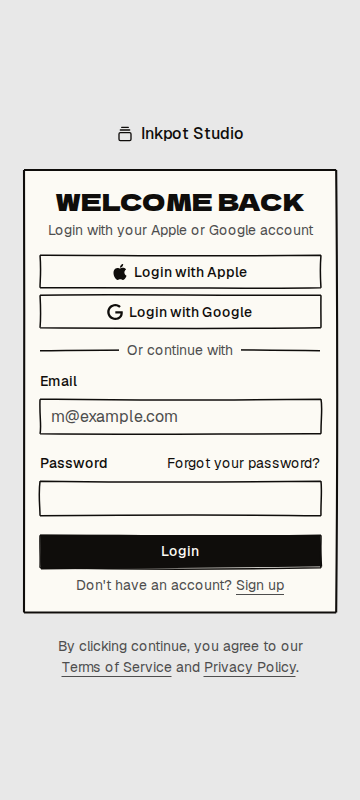 Inkpot Studio
WELCOME BACK
Login with your Apple or Google account
Login with Apple
Login with Google
Or continue with
Email
m@example.com
Password Forgot your password?
Login
Don't have an account? Sign up
By clicking continue, you agree to our
Terms of Service and Privacy Policy.